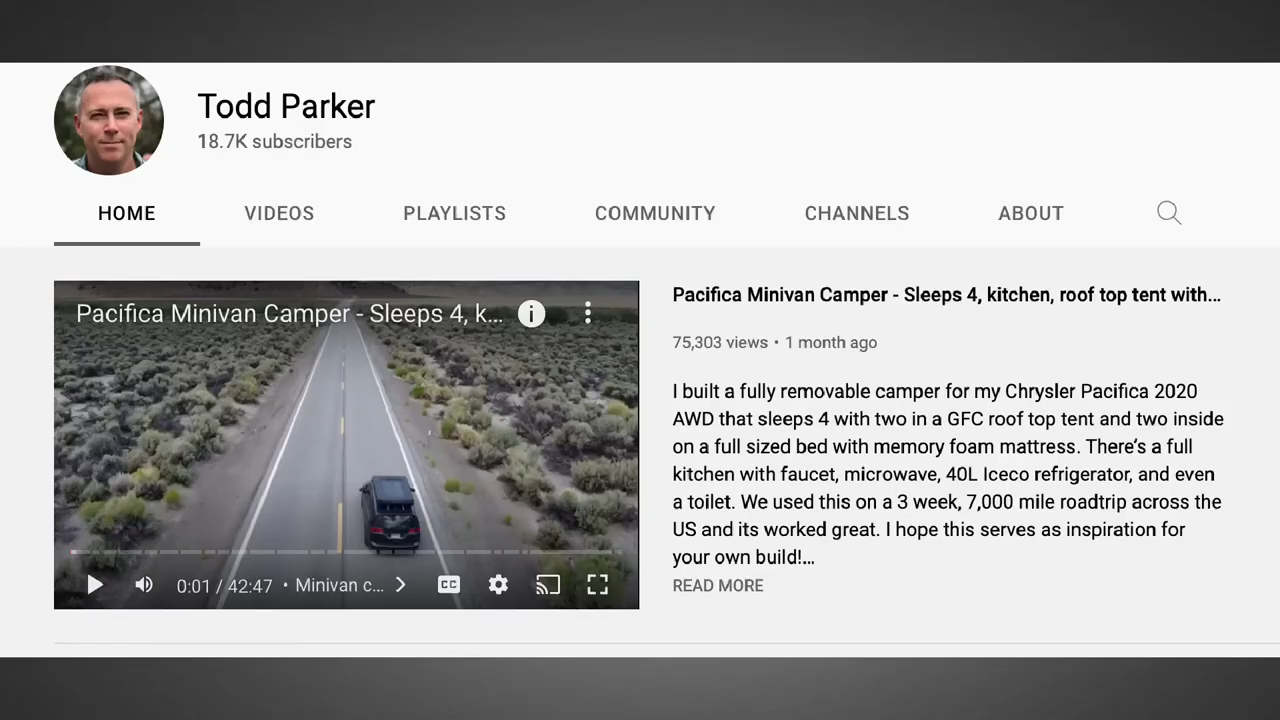 Todd Parker
18.7K subscribers
HOME VIDEOS PLAYLISTS COMMUNITY CHANNELS ABOUT
Pacifica Minivan Camper - Sleeps 4, k...
0:01 / 42:47 • Minivan c...
CC
Pacifica Minivan Camper - Sleeps 4, kitchen, roof top tent with...
75,303 views • 1 month ago
I built a fully removable camper for my Chrysler Pacifica 2020
AWD that sleeps 4 with two in a GFC roof top tent and two inside
on a full sized bed with memory foam mattress. There's a full
kitchen with faucet, microwave, 40L Iceco refrigerator, and even
a toilet. We used this on a 3 week, 7,000 mile roadtrip across the
US and its worked great. I hope this serves as inspiration for
your own build!...
READ MORE